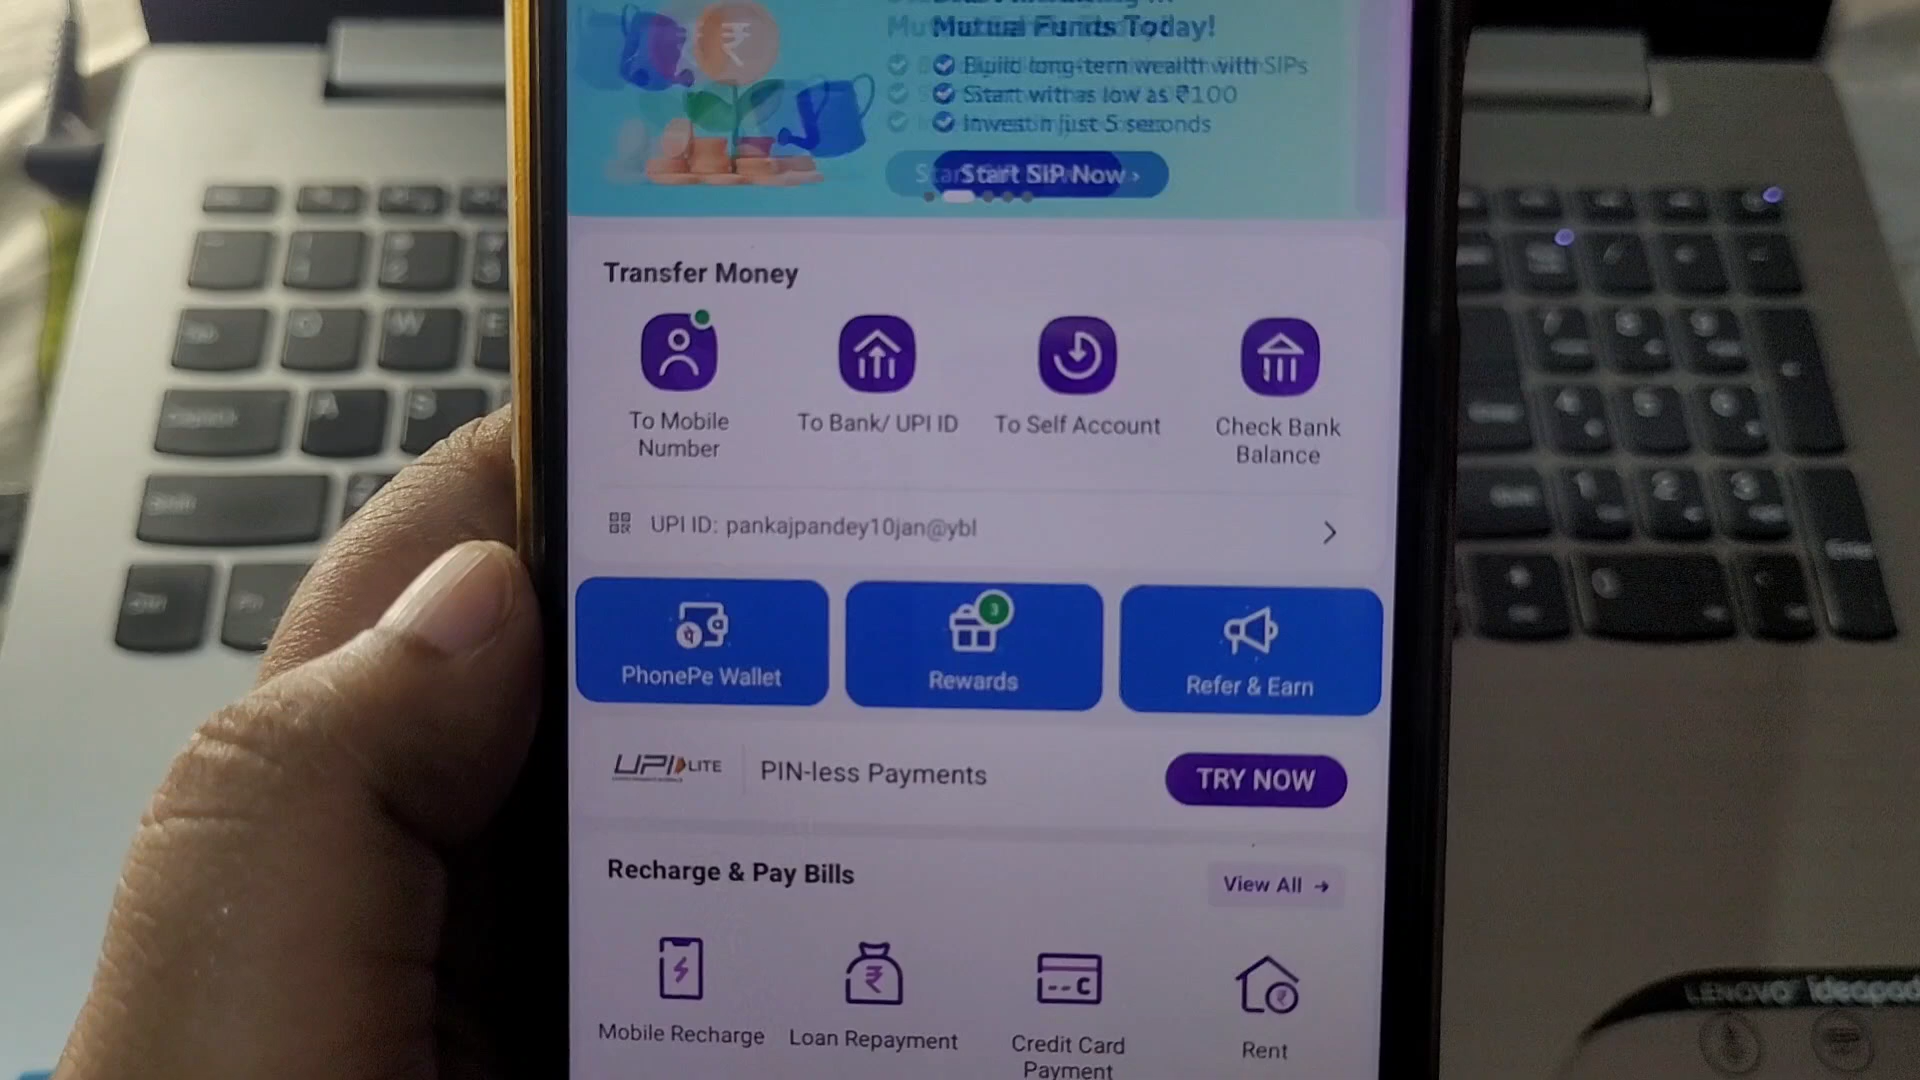 Mutual Funds Today!
Build long-term wealth with SIPs
Start with as low as ₹100
Invest in just 5 seconds
Start SIP Now ›
Transfer Money
To Mobile
Number
To Bank/ UPI ID
To Self Account
Check Bank
Balance
UPI ID: pankajpandey10jan@ybl
3
PhonePe Wallet
Rewards
Refer & Earn
UPI LITE
PIN-less Payments
TRY NOW
Recharge & Pay Bills
View All →
Mobile Recharge
Loan Repayment
Credit Card
Payment
Rent
LENOVO ideapad
A
S
W
E